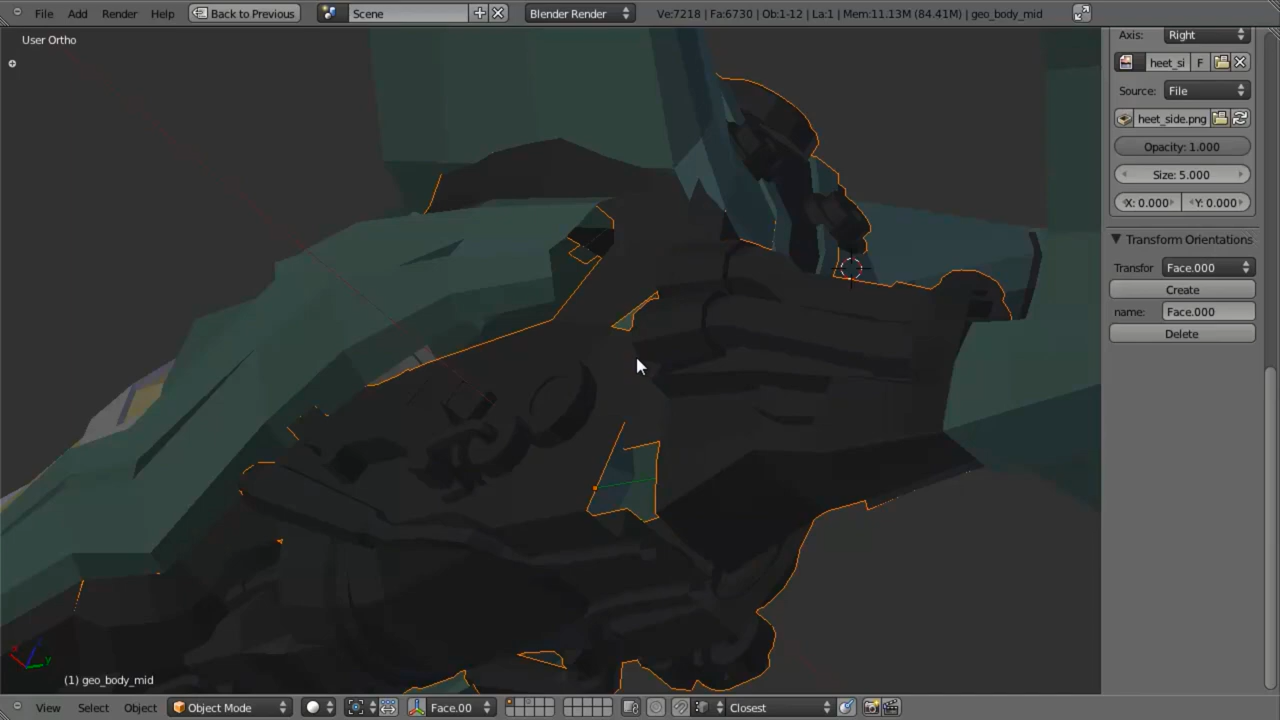 File Add Render Help Back to Previous Scene Blender Render Ve:7218 | Fa:6730 | Ob:1-12 | La:1 | Mem:11.13M (84.41M) | geo_body_mid
User Ortho
Axis: Right
heet_si F
Source: File
heet_side.png
Opacity: 1.000
Size: 5.000
X: 0.000 Y: 0.000
Transform Orientations
Transfor Face.000
Create
name: Face.000
Delete
(1) geo_body_mid
View Select Object Object Mode Face.00 Closest